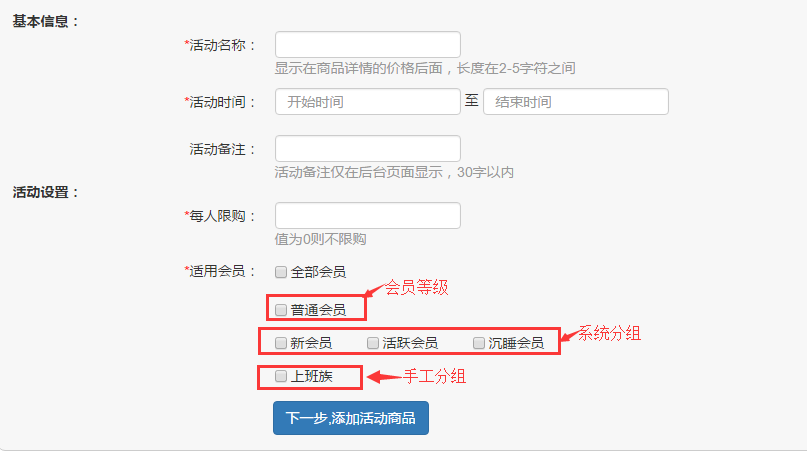 基本信息：
*活动名称：
显示在商品详情的价格后面，长度在2-5字符之间
*活动时间： 开始时间 至 结束时间
活动备注：
活动备注仅在后台页面显示，30字以内
活动设置：
*每人限购：
值为0则不限购
*适用会员： 全部会员
会员等级
普通会员
新会员 活跃会员 沉睡会员 系统分组
上班族 手工分组
下一步,添加活动商品